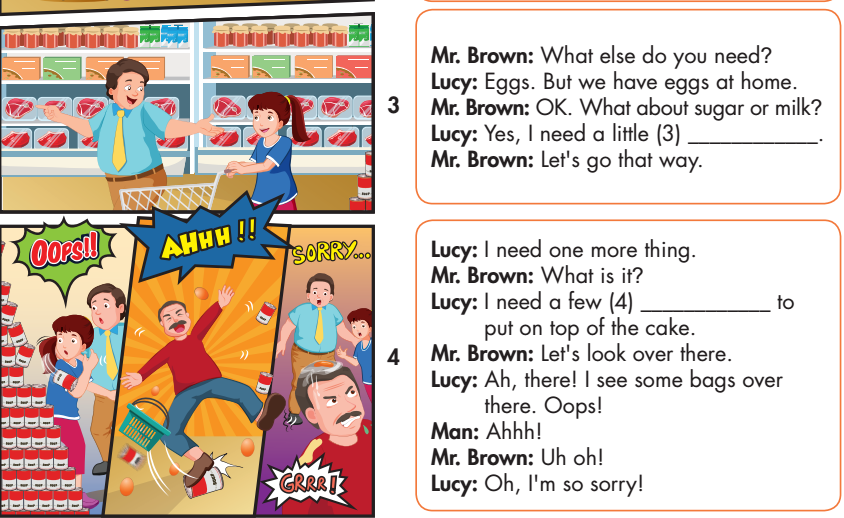 3
Mr. Brown: What else do you need?
Lucy: Eggs. But we have eggs at home.
Mr. Brown: OK. What about sugar or milk?
Lucy: Yes, I need a little (3) ____________.
Mr. Brown: Let's go that way.
OOPS!!
AHHH !!
SORRY...
GRRR!
4
Lucy: I need one more thing.
Mr. Brown: What is it?
Lucy: I need a few (4) ____________ to
put on top of the cake.
Mr. Brown: Let's look over there.
Lucy: Ah, there! I see some bags over
there. Oops!
Man: Ahhh!
Mr. Brown: Uh oh!
Lucy: Oh, I'm so sorry!